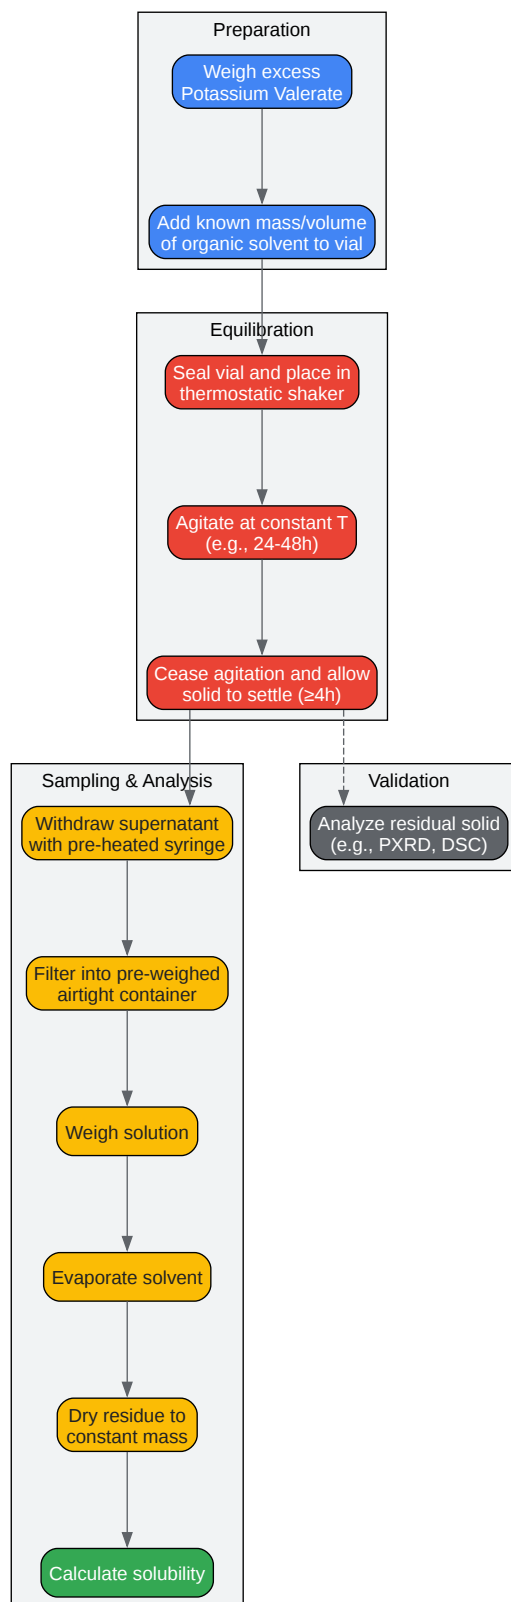 Preparation
Weigh excess
Potassium Valerate
Add known mass/volume
of organic solvent to vial
Equilibration
Seal vial and place in
thermostatic shaker
Agitate at constant T
(e.g., 24-48h)
Cease agitation and allow
solid to settle (≥4h)
Sampling & Analysis
Withdraw supernatant
with pre-heated syringe
Filter into pre-weighed
airtight container
Weigh solution
Evaporate solvent
Dry residue to
constant mass
Calculate solubility
Validation
Analyze residual solid
(e.g., PXRD, DSC)